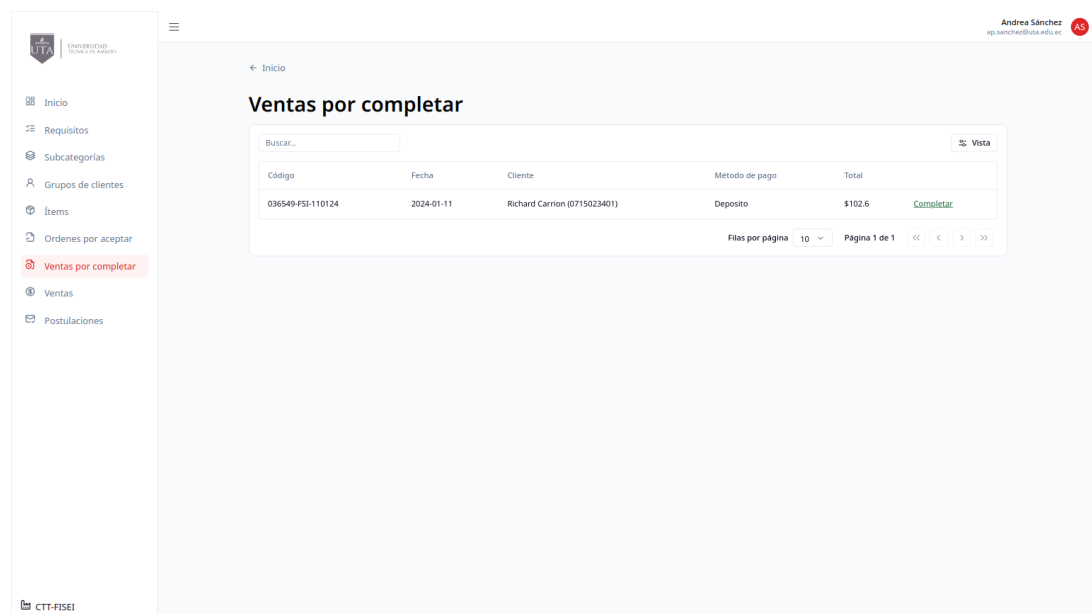 UTA
UNIVERSIDAD
TÉCNICA DE AMBATO
Andrea Sánchez
ap.sanchez@uta.edu.ec
AS
Inicio
Requisitos
Subcategorías
Grupos de clientes
Ítems
Ordenes por aceptar
Ventas por completar
Ventas
Postulaciones
CTT-FISEI
← Inicio
Ventas por completar
Buscar...
Vista
Código Fecha Cliente Método de pago Total
036549-FSI-110124 2024-01-11 Richard Carrion (0715023401) Deposito $102.6 Completar
Filas por página 10 Página 1 de 1